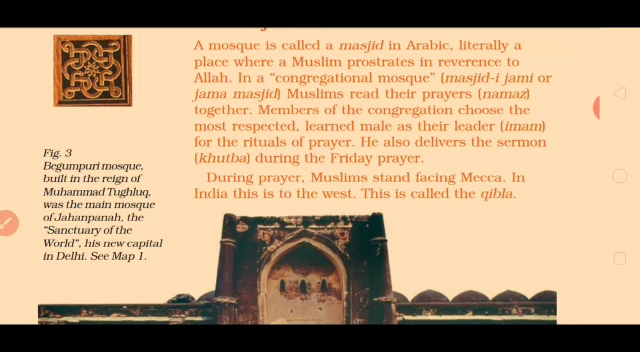 A mosque is called a masjid in Arabic, literally a
place where a Muslim prostrates in reverence to
Allah. In a “congregational mosque” (masjid-i jami or
jama masjid) Muslims read their prayers (namaz)
together. Members of the congregation choose the
most respected, learned male as their leader (imam)
for the rituals of prayer. He also delivers the sermon
(khutba) during the Friday prayer.
During prayer, Muslims stand facing Mecca. In
India this is to the west. This is called the qibla.
Fig. 3
Begumpuri mosque,
built in the reign of
Muhammad Tughluq,
was the main mosque
of Jahanpanah, the
“Sanctuary of the
World”, his new capital
in Delhi. See Map 1.